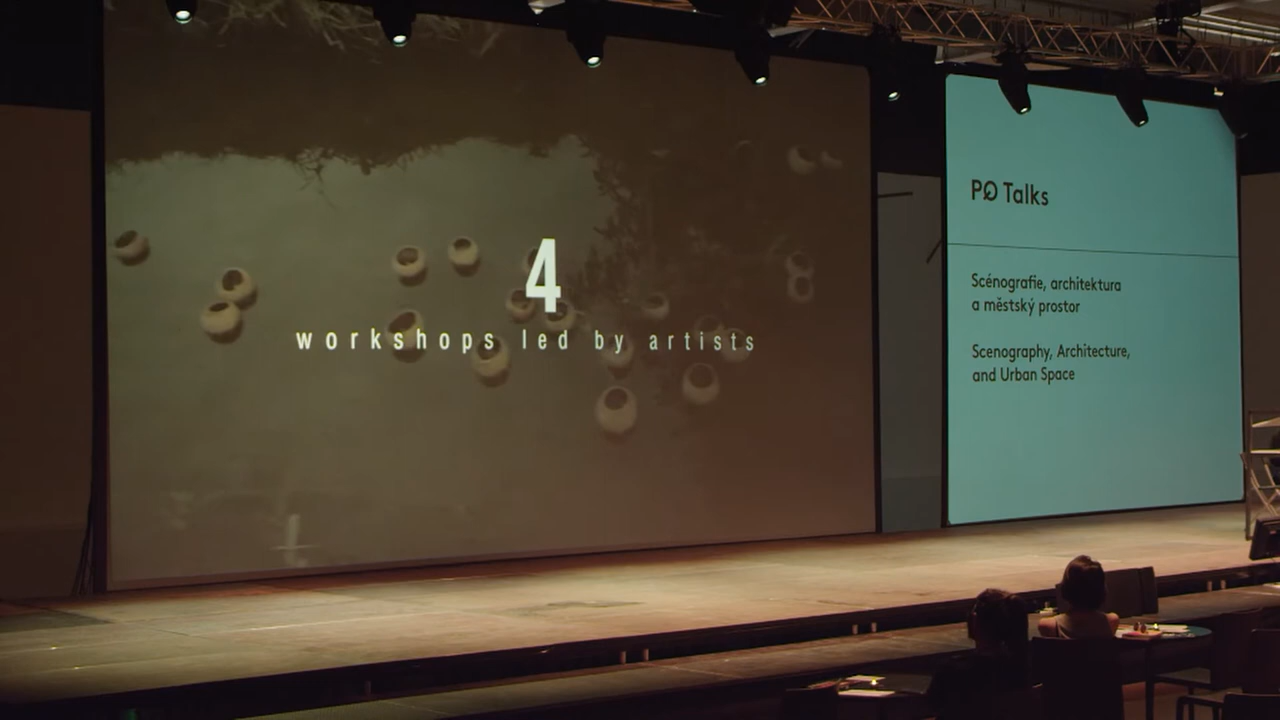 4
workshops led by artists
PQ Talks
Scénografie, architektura
a městský prostor
Scenography, Architecture,
and Urban Space